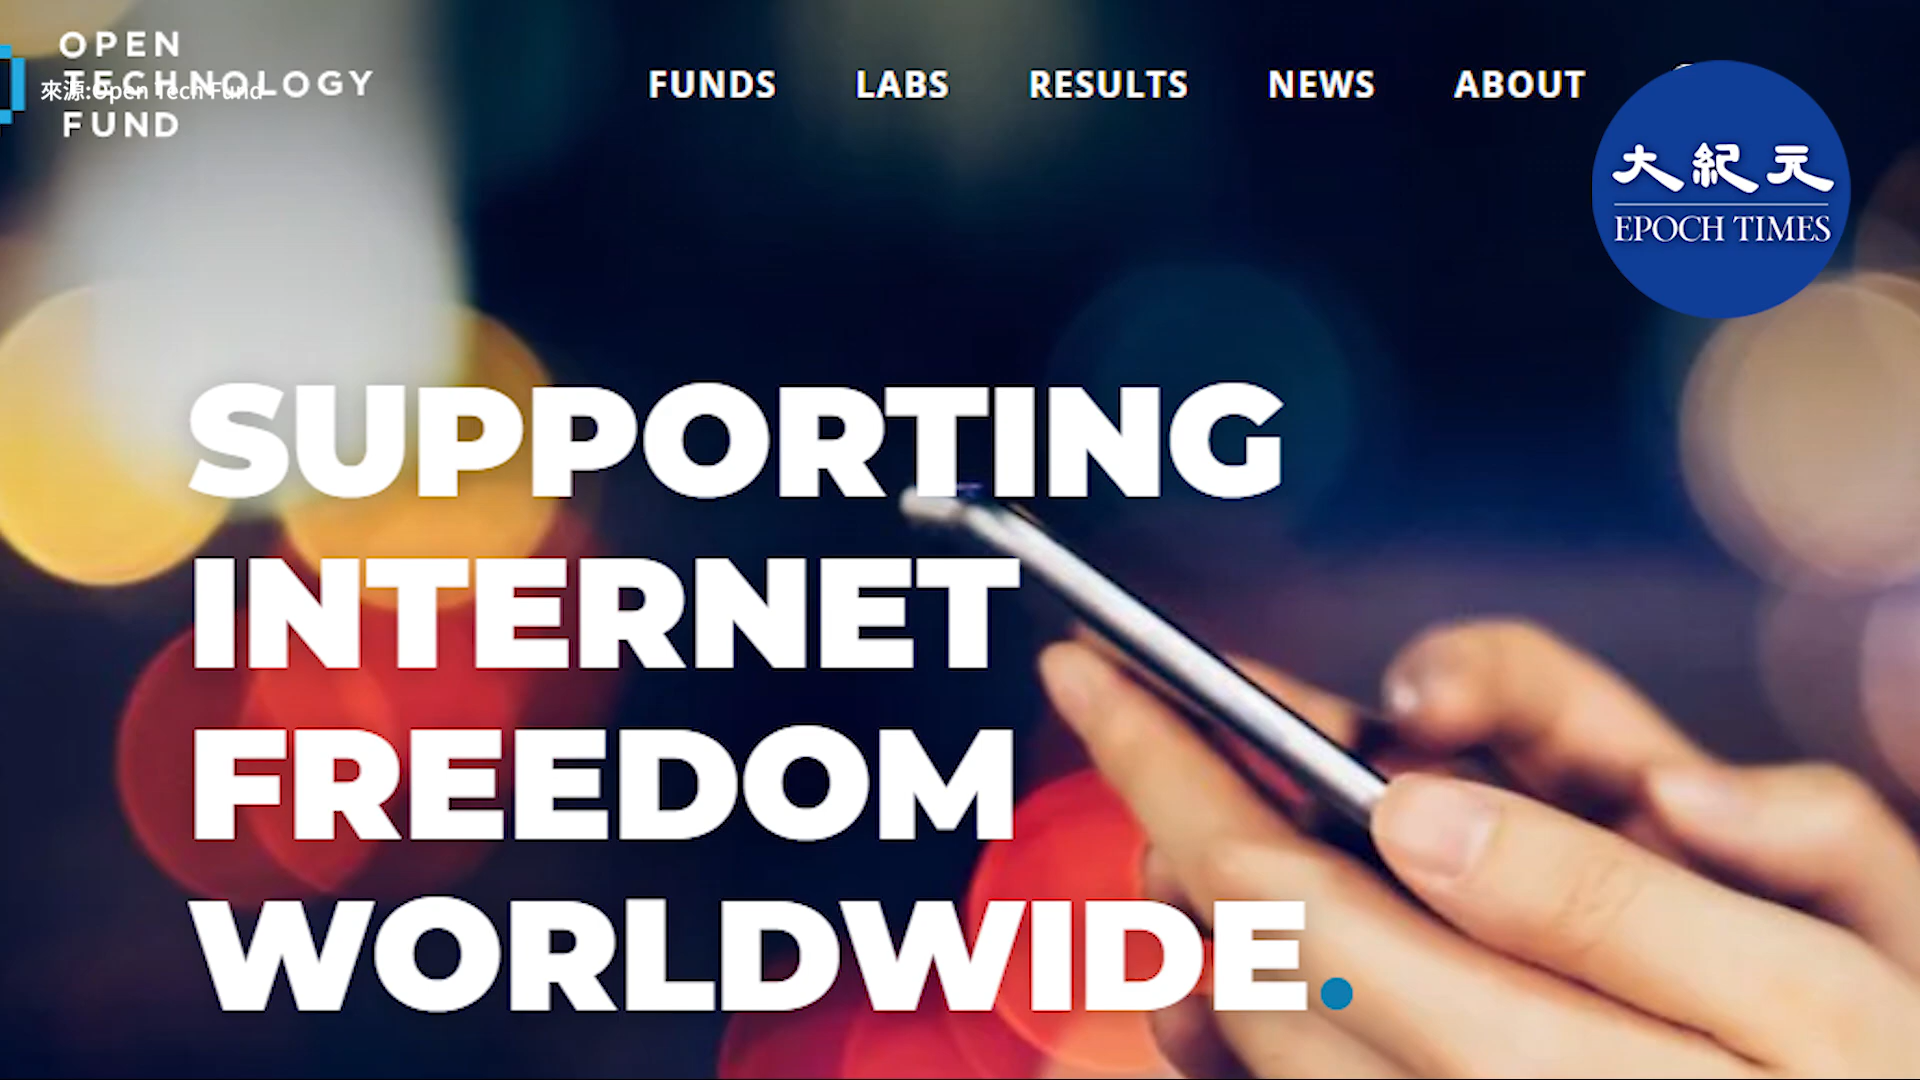 OPEN
TECHNOLOGY
FUND
來源:Open Tech Fund
FUNDS
LABS
RESULTS
NEWS
ABOUT
大紀元
EPOCH TIMES
SUPPORTING
INTERNET
FREEDOM
WORLDWIDE.